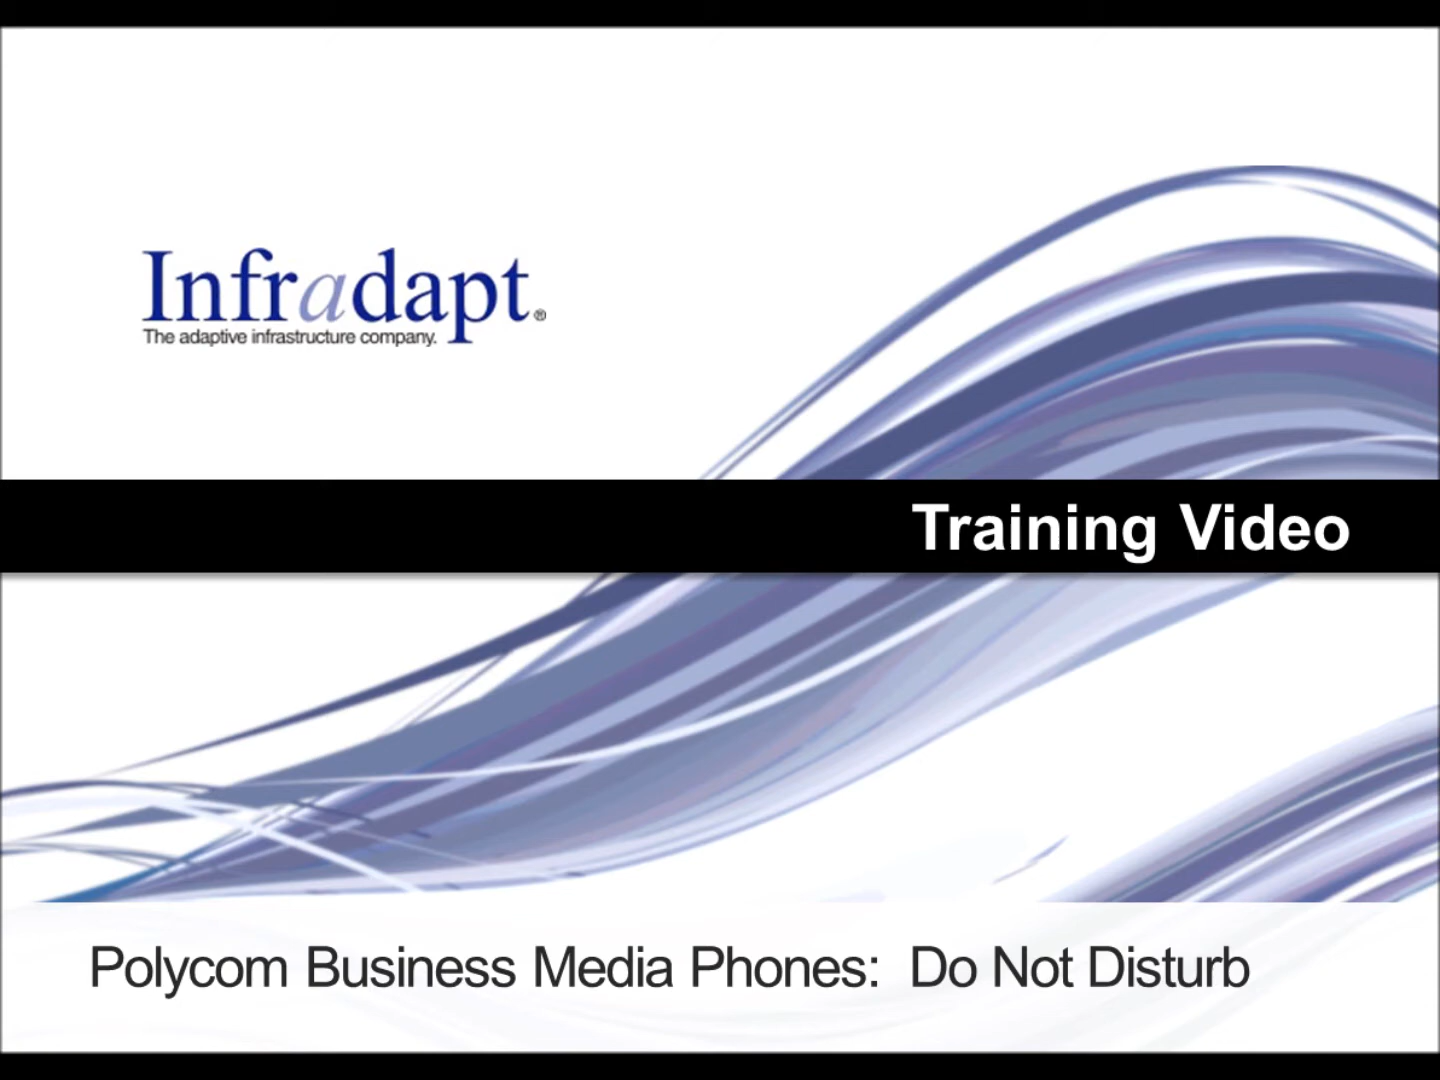 Infradapt®
The adaptive infrastructure company.
Training Video
Polycom Business Media Phones:  Do Not Disturb